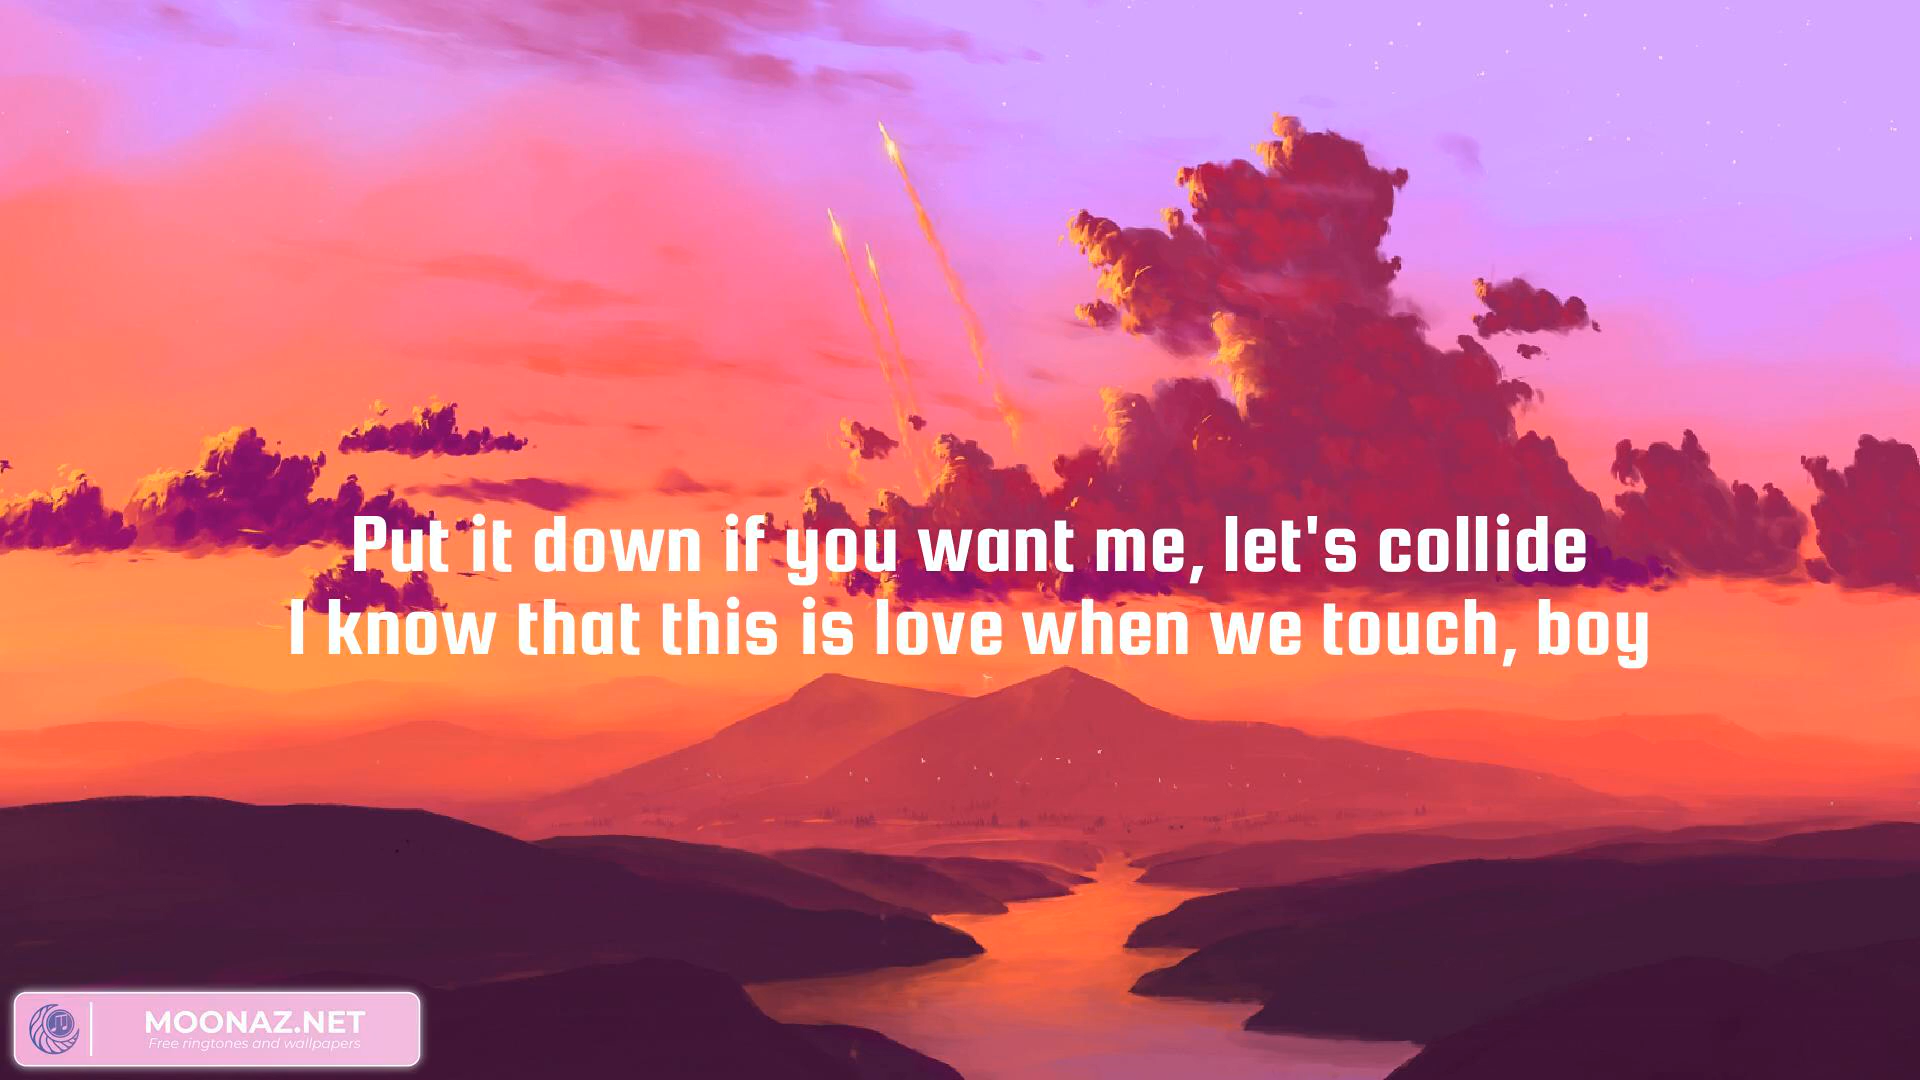 Put it down if you want me, let's collide
I know that this is love when we touch, boy
MOONAZ.NET
Free ringtones and wallpapers